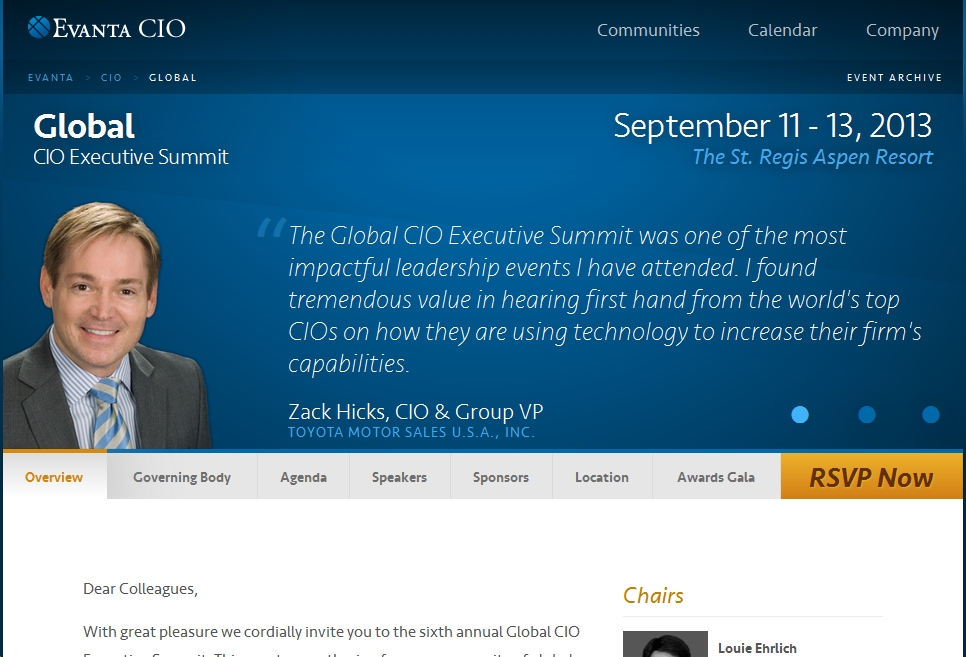 EVANTA CIO
Communities Calendar Company
EVANTA > CIO > GLOBAL
EVENT ARCHIVE
Global
CIO Executive Summit
September 11 - 13, 2013
The St. Regis Aspen Resort
“The Global CIO Executive Summit was one of the most
impactful leadership events I have attended. I found
tremendous value in hearing first hand from the world's top
CIOs on how they are using technology to increase their firm's
capabilities.
Zack Hicks, CIO & Group VP
TOYOTA MOTOR SALES U.S.A., INC.
Overview Governing Body Agenda Speakers Sponsors Location Awards Gala RSVP Now
Dear Colleagues,
With great pleasure we cordially invite you to the sixth annual Global CIO
Chairs
Louie Ehrlich